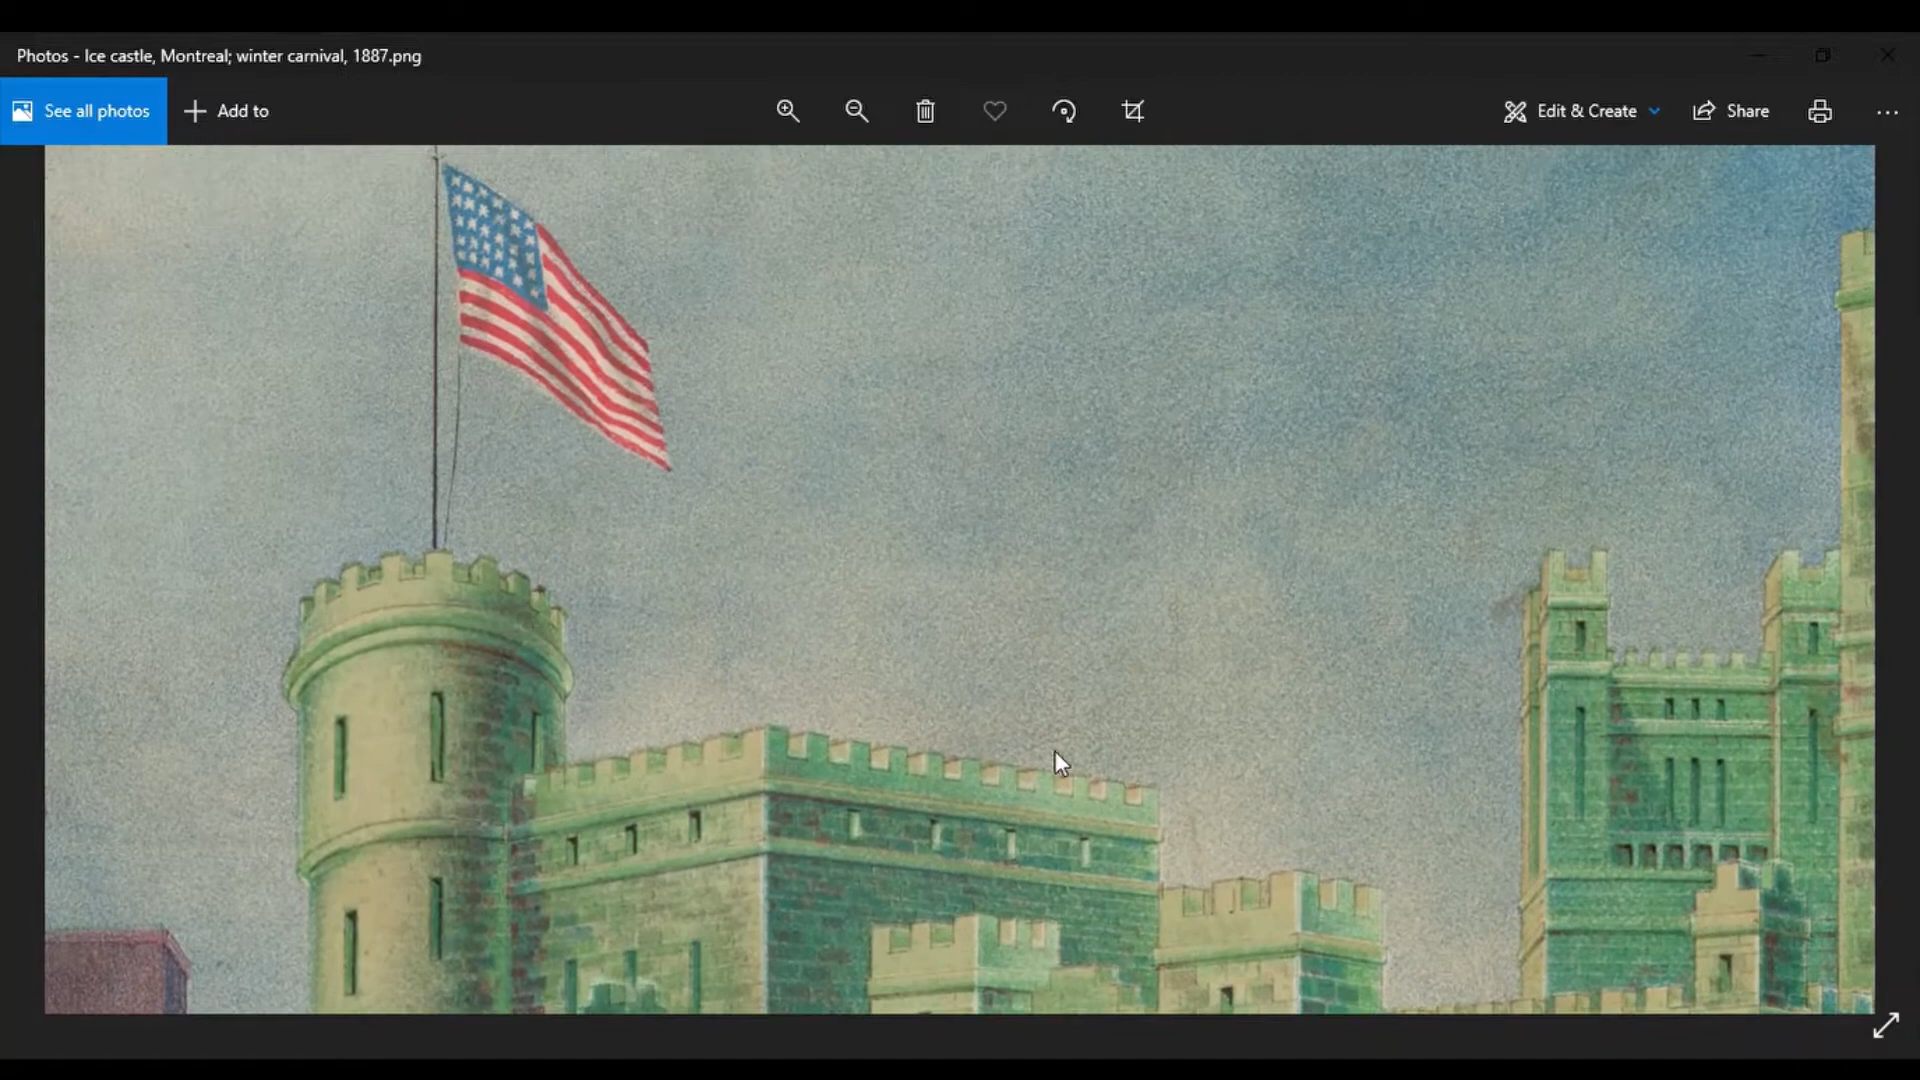 Photos - Ice castle, Montreal; winter carnival, 1887.png
See all photos
Add to
Edit & Create
Share